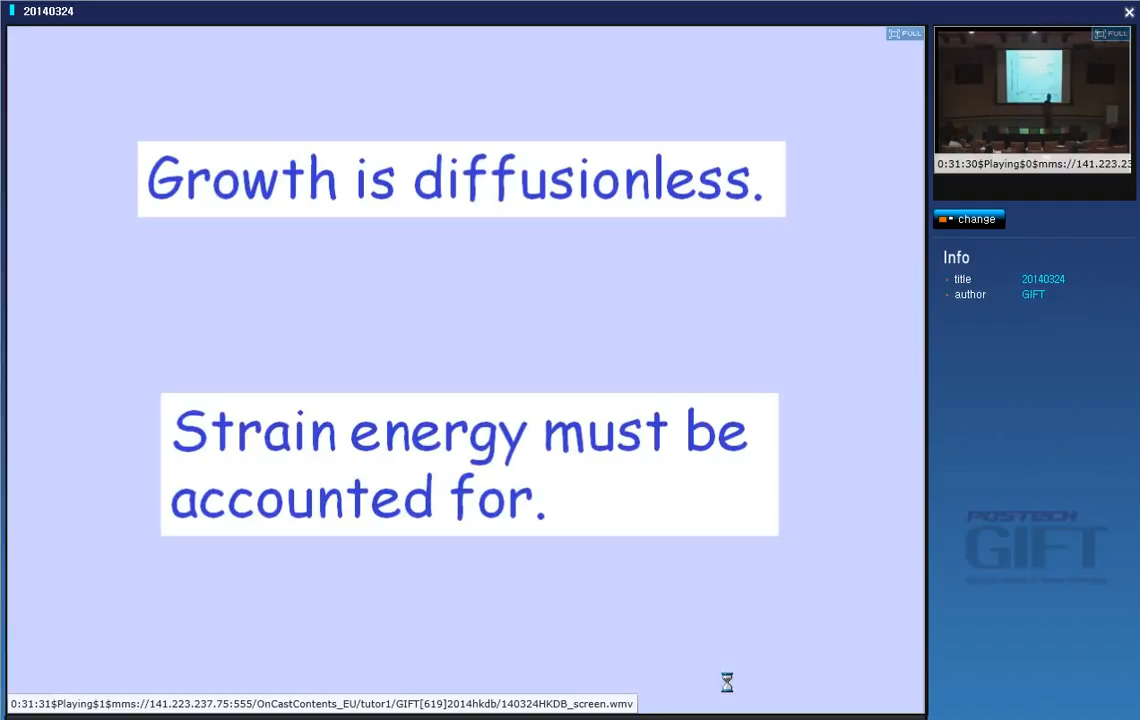 20140324
FULL
Growth is diffusionless.
Strain energy must be
accounted for.
0:31:31$Playing$1$mms://141.223.237.75:555/OnCastContents_EU/tutor1/GIFT[619]2014hkdb/140324HKDB_screen.wmv
FULL
0:31:30$Playing$0$mms://141.223.23
change
Info
title 20140324
author GIFT
POSTECH
GIFT